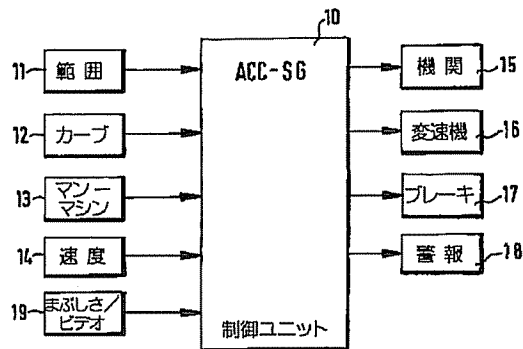 10
ACC-SG
11
範囲
12
カーブ
13
マンー
マシン
14
速度
19
まぶしさ/
ビデオ
制御ユニット
機関
15
変速機
16
ブレーキ
17
警報
18